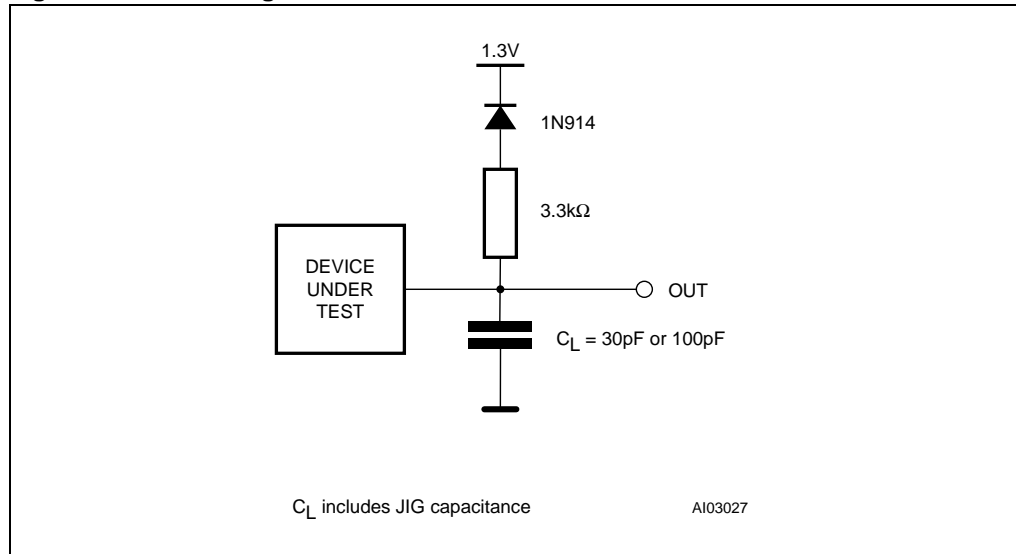 1.3V
1N914
3.3kΩ
DEVICE
UNDER
TEST
OUT
CL = 30pF or 100pF
CL includes JIG capacitance
AI03027